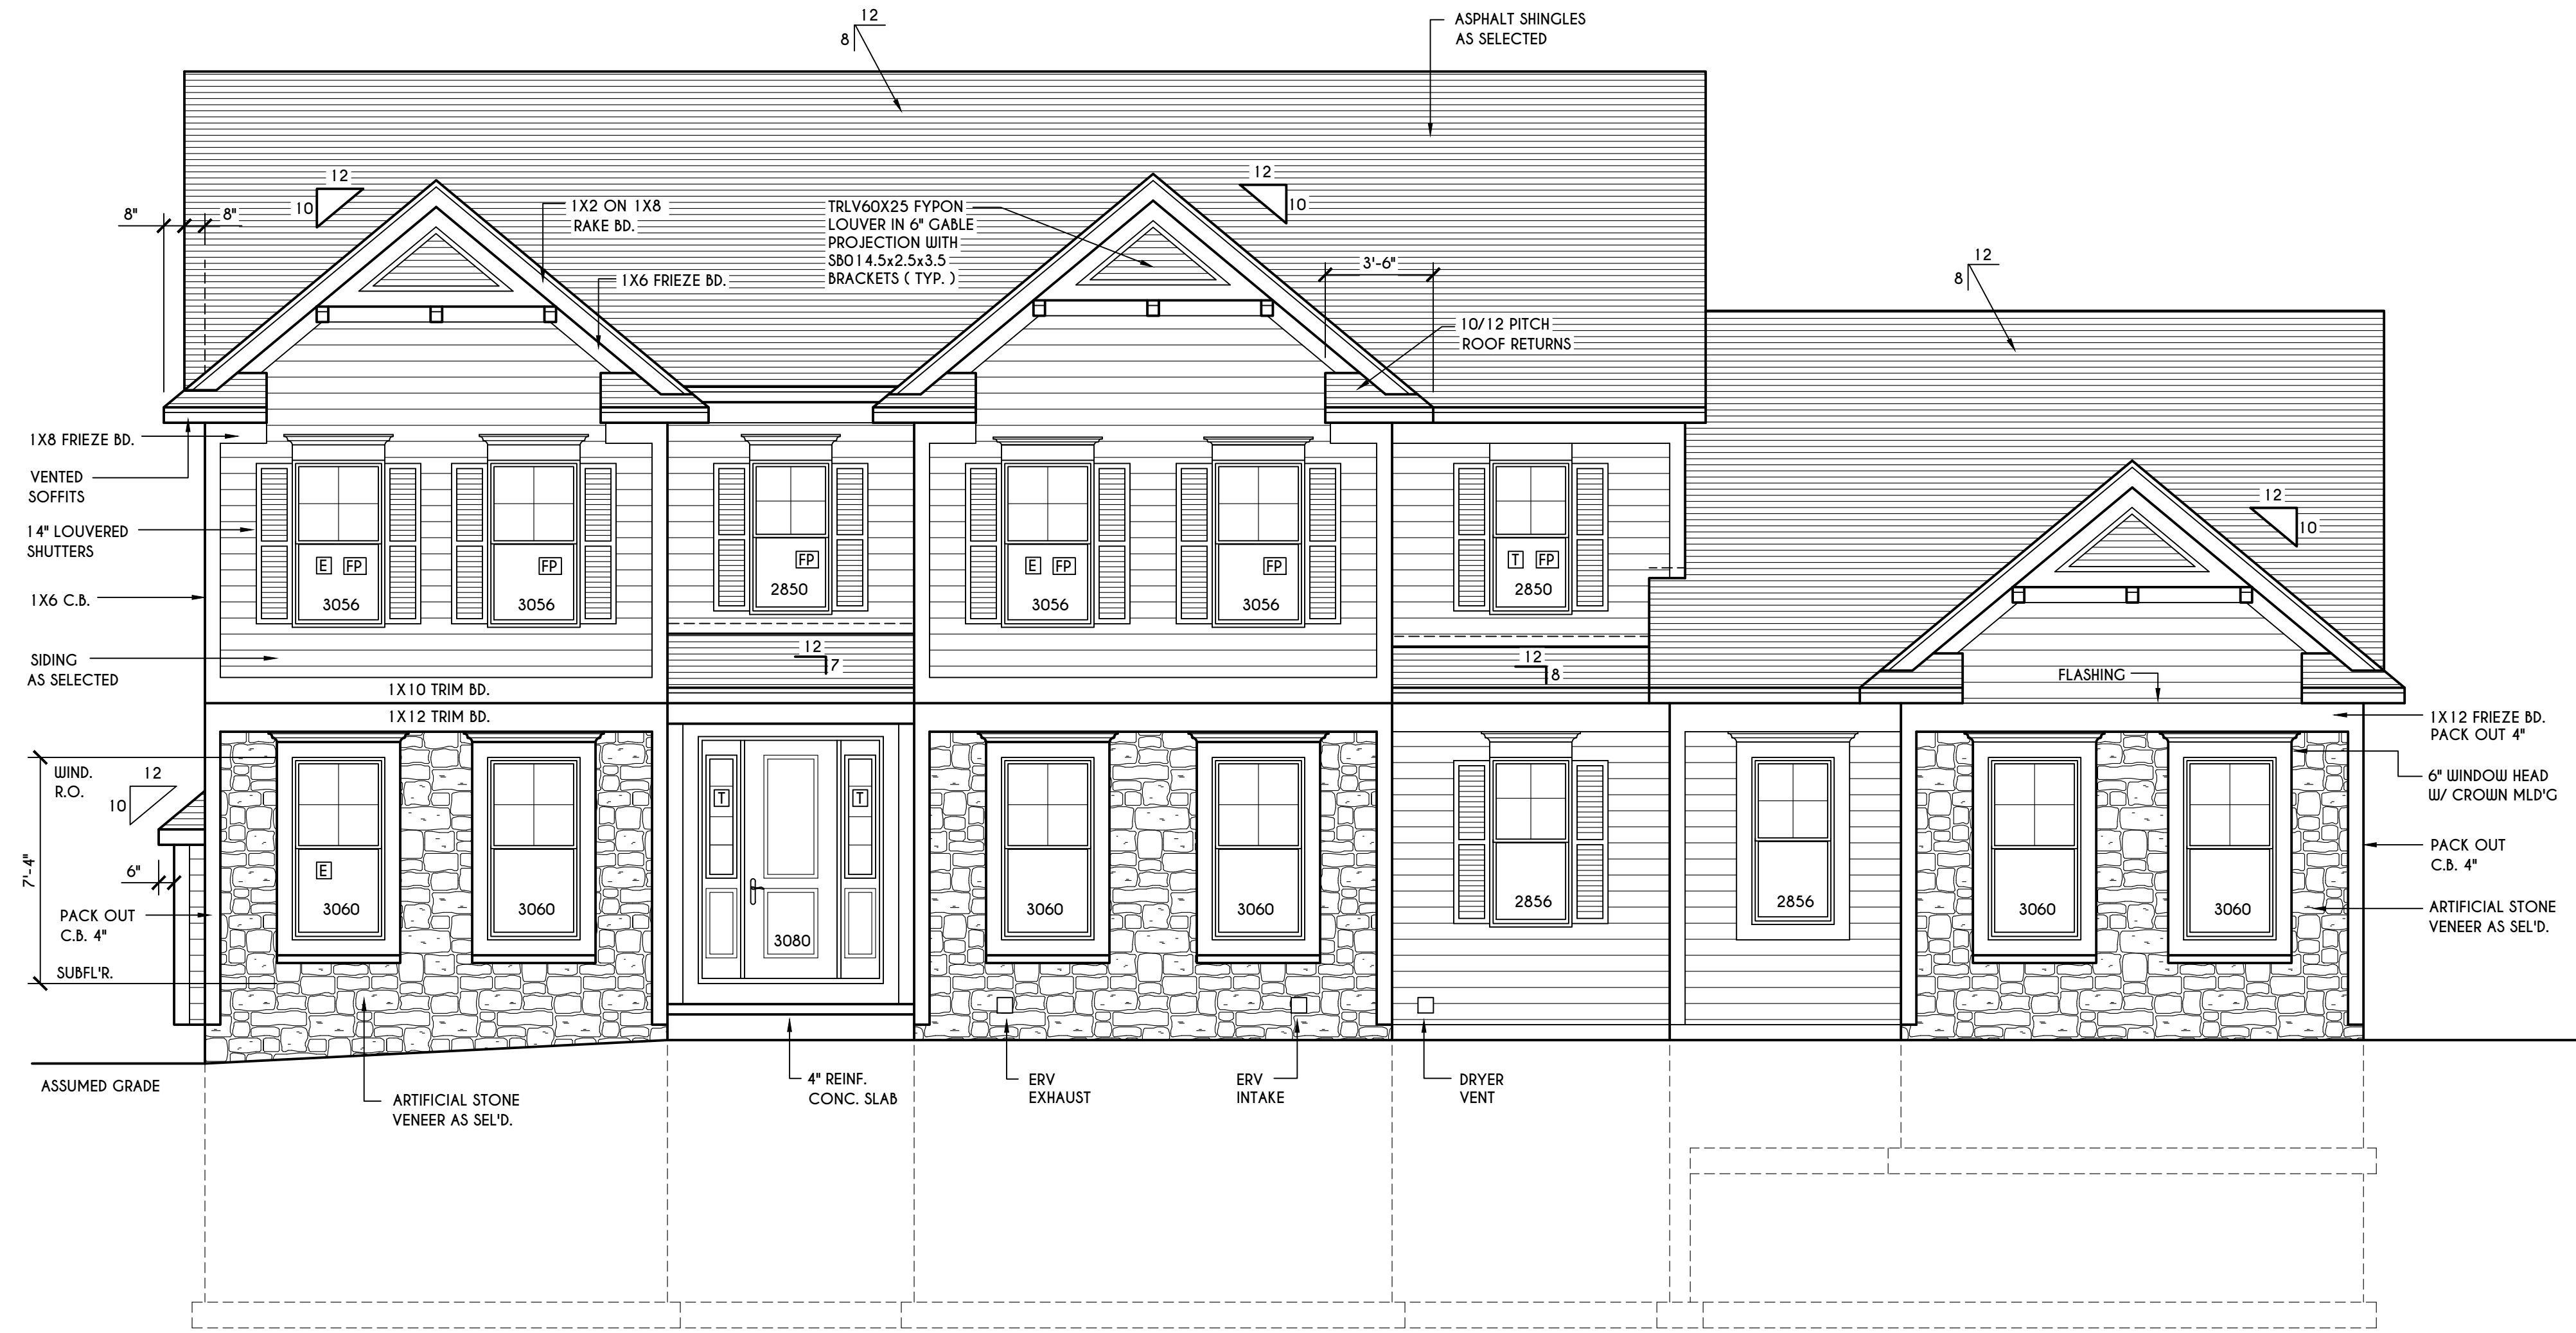 12
8
ASPHALT SHINGLES
AS SELECTED
12
10
8"
8"
1X2 ON 1X8
RAKE BD.
1X6 FRIEZE BD.
TRLV60X25 FYPON
LOUVER IN 6" GABLE
PROJECTION WITH
SB014.5x2.5x3.5
BRACKETS ( TYP. )
12
10
3'-6"
10/12 PITCH
ROOF RETURNS
12
8
12
10
1X8 FRIEZE BD.
VENTED
SOFFITS
14" LOUVERED
SHUTTERS
1X6 C.B.
SIDING
AS SELECTED
E FP
3056
FP
3056
FP
2850
E FP
3056
FP
3056
T FP
2850
12
7
12
8
FLASHING
1X10 TRIM BD.
1X12 TRIM BD.
1X12 FRIEZE BD.
PACK OUT 4"
6" WINDOW HEAD
W/ CROWN MLD'G
PACK OUT
C.B. 4"
ARTIFICIAL STONE
VENEER AS SEL'D.
WIND.
R.O.
12
10
7'-4"
6"
PACK OUT
C.B. 4"
SUBFL'R.
E
3060
3060
T
T
3080
3060
3060
2856
2856
3060
3060
ASSUMED GRADE
ARTIFICIAL STONE
VENEER AS SEL'D.
4" REINF.
CONC. SLAB
ERV
EXHAUST
ERV
INTAKE
DRYER
VENT